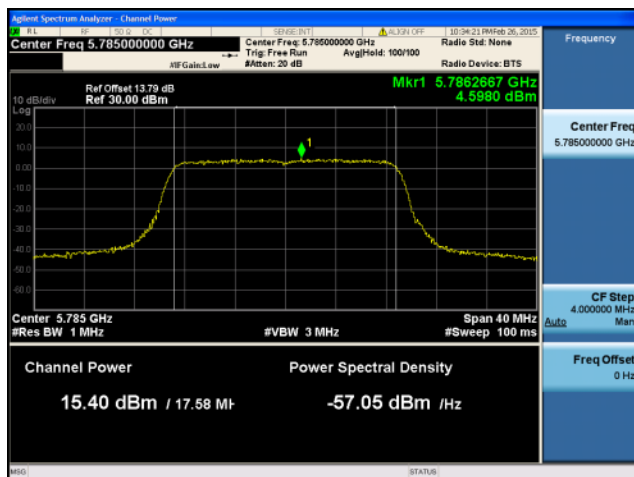 Agilent Spectrum Analyzer - Channel Power
RL RF 50 Ω DC SENSE:INT ALIGN OFF 10:34:21 PM Feb 26, 2015
Center Freq 5.785000000 GHz
Center Freq: 5.785000000 GHz
Radio Std: None
Trig: Free Run Avg|Hold: 100/100
#IFGain:Low #Atten: 20 dB Radio Device: BTS
Mkr1 5.7862667 GHz
4.5980 dBm
Ref Offset 13.79 dB
10 dB/div Ref 30.00 dBm
Log
20.0
10.0
0.00
-10.0
-20.0
-30.0
-40.0
-50.0
-60.0
1
Center 5.785 GHz Span 40 MHz
#Res BW 1 MHz #VBW 3 MHz #Sweep 100 ms
Channel Power Power Spectral Density
15.40 dBm / 17.58 MH -57.05 dBm /Hz
MSG STATUS
Frequency
Center Freq
5.785000000 GHz
CF Step
4.000000 MHz
Auto Man
Freq Offset
0 Hz